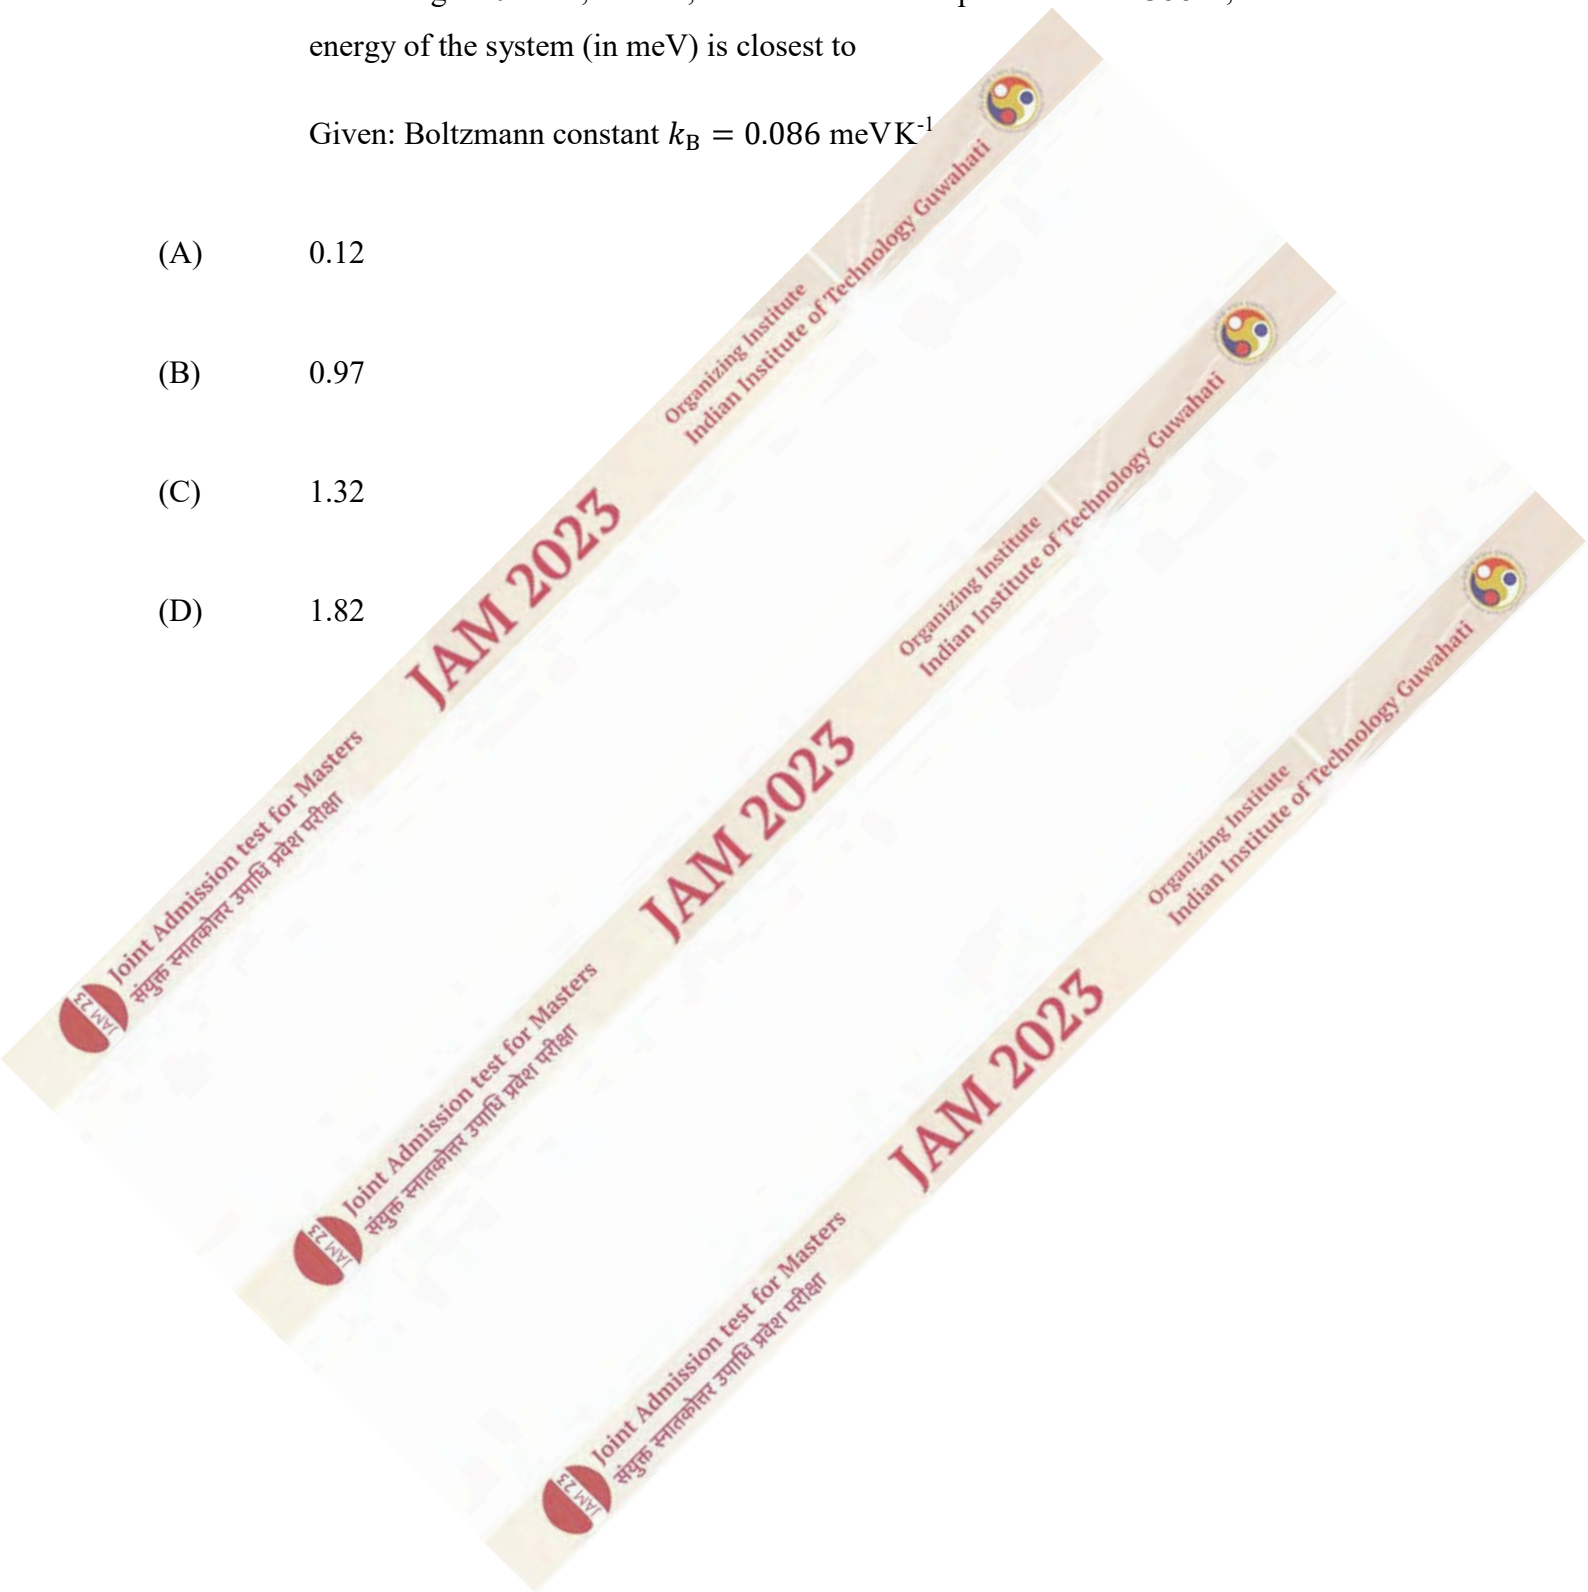 energy of the system (in meV) is closest to
Given: Boltzmann constant k_B = 0.086 meVK⁻¹
(A) 0.12
(B) 0.97
(C) 1.32
(D) 1.82
Organizing Institute
Indian Institute of Technology Guwahati
JAM 2023
Joint Admission test for Masters
संयुक्त स्नातकोत्तर उपाधि प्रवेश परीक्षा
JAM 23
Organizing Institute
Indian Institute of Technology Guwahati
JAM 2023
Joint Admission test for Masters
संयुक्त स्नातकोत्तर उपाधि प्रवेश परीक्षा
JAM 23
Organizing Institute
Indian Institute of Technology Guwahati
JAM 2023
Joint Admission test for Masters
संयुक्त स्नातकोत्तर उपाधि प्रवेश परीक्षा
JAM 23